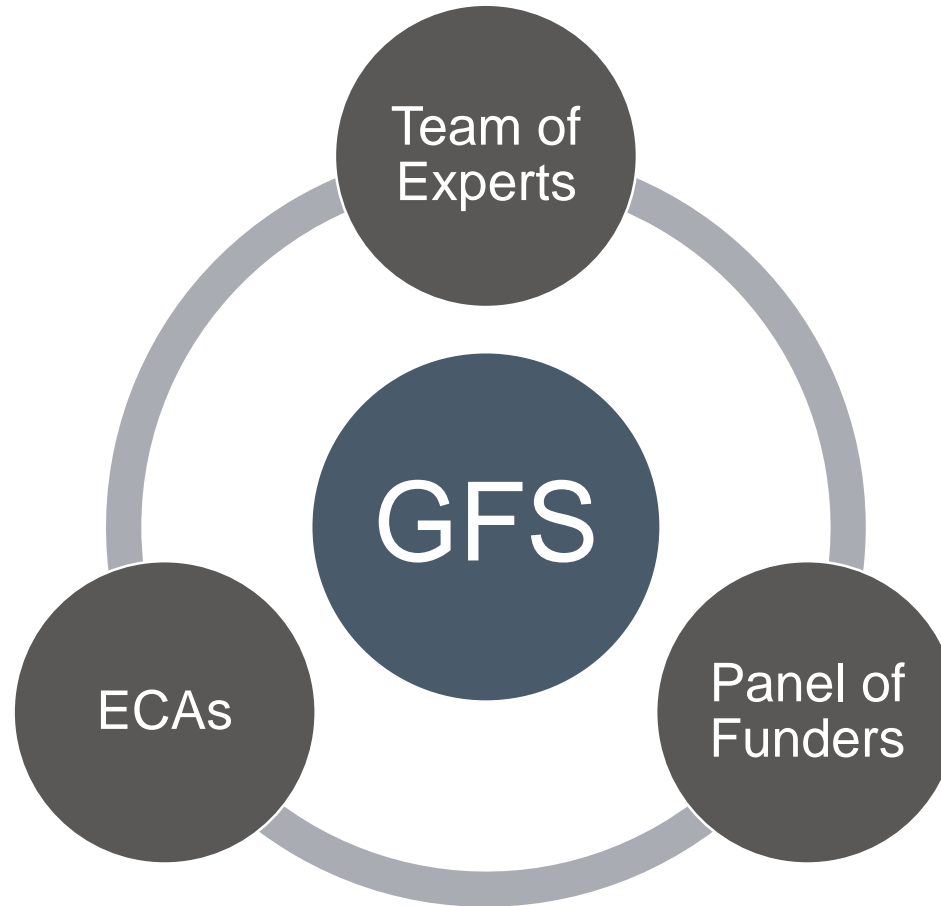 Team of
Experts
GFS
ECAs
Panel of
Funders